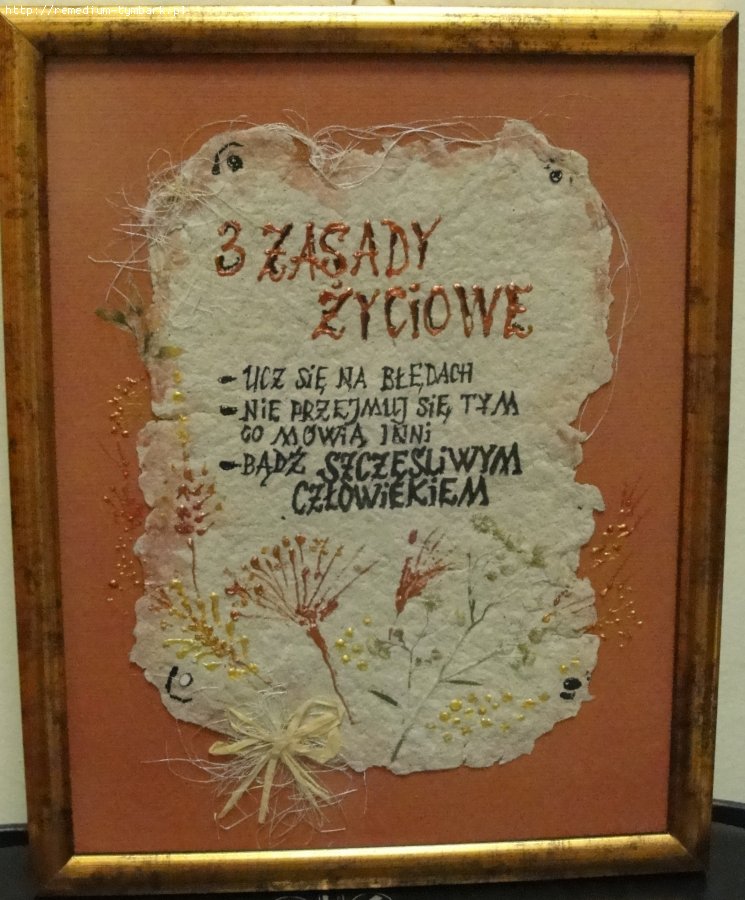 3 ZASADY
ŻYCiOWE
- UCZ SiĘ NA BŁĘDACH
- NiE PRZEJMUJ SiĘ TYM
CO MÓWiĄ INNi
- BĄDŹ SZCZĘŚLiWYM
CZŁOWiEKiEM